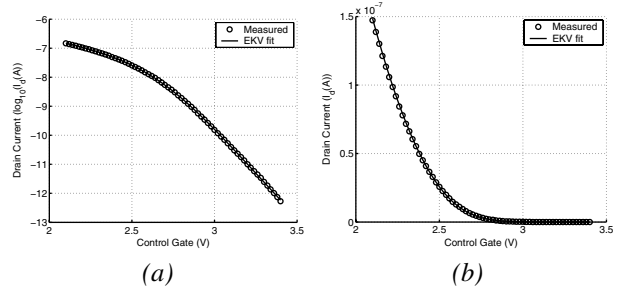 Drain Current (log10(Id(A))
-6
-7
-8
-9
-10
-11
-12
-13
2
2.5
3
3.5
Control Gate (V)
Measured
EKV fit
(a)
Drain Current (Id(A))
1.5
x 10^-7
1
0.5
0
2
2.5
3
3.5
Control Gate (V)
Measured
EKV fit
(b)